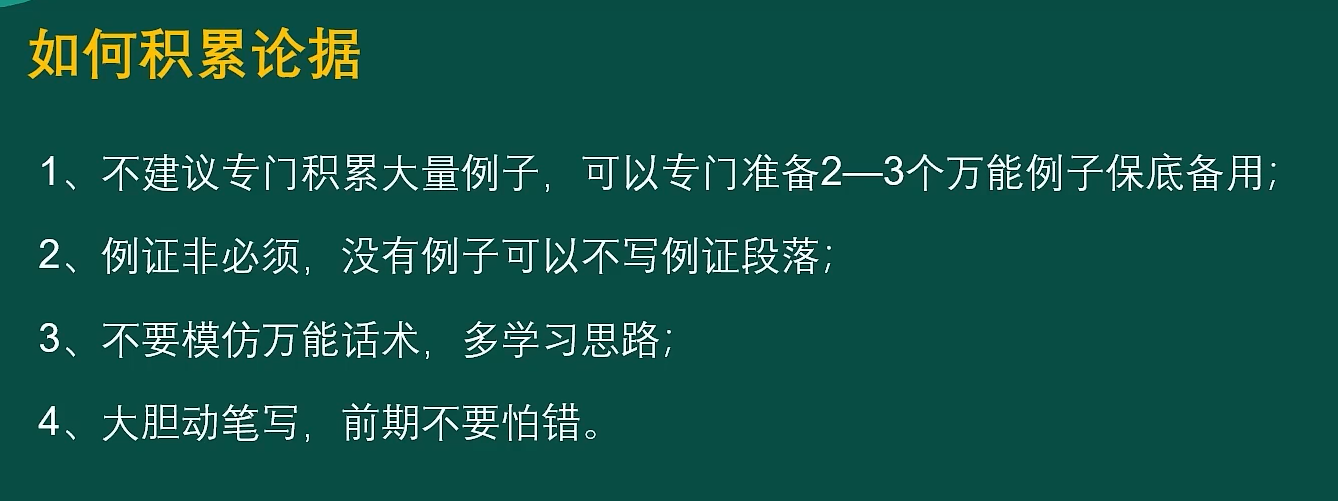 如何积累论据
1、不建议专门积累大量例子，可以专门准备2—3个万能例子保底备用；
2、例证非必须，没有例子可以不写例证段落；
3、不要模仿万能话术，多学习思路；
4、大胆动笔写，前期不要怕错。